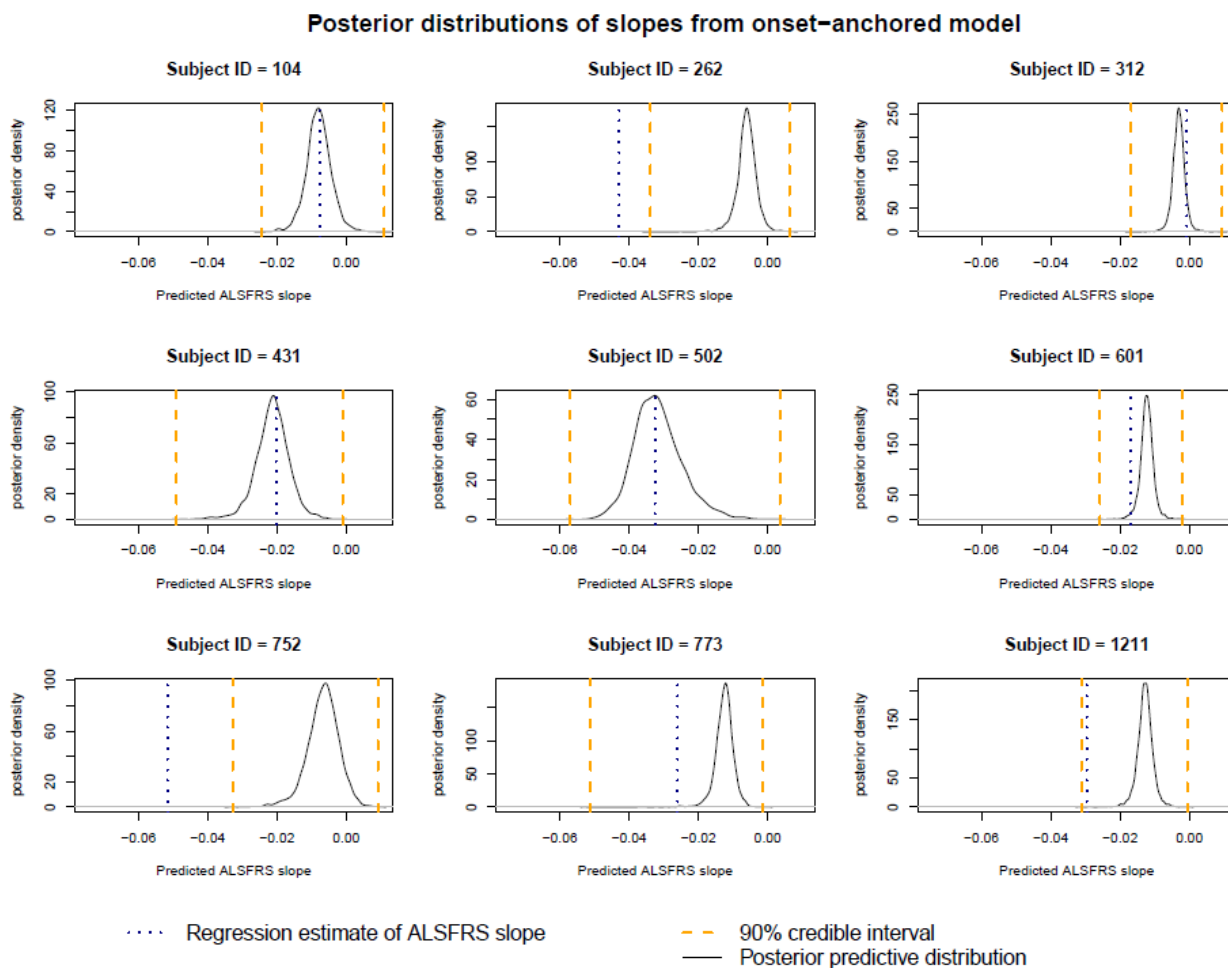 Posterior distributions of slopes from onset−anchored model
Subject ID = 104
posterior density
0 40 80 120
−0.06 −0.04 −0.02 0.00
Predicted ALSFRS slope
Subject ID = 262
posterior density
0 50 100
−0.06 −0.04 −0.02 0.00
Predicted ALSFRS slope
Subject ID = 312
posterior density
0 50 150 250
−0.06 −0.04 −0.02 0.00
Predicted ALSFRS slope
Subject ID = 431
posterior density
0 20 60 100
−0.06 −0.04 −0.02 0.00
Predicted ALSFRS slope
Subject ID = 502
posterior density
0 20 40 60
−0.06 −0.04 −0.02 0.00
Predicted ALSFRS slope
Subject ID = 601
posterior density
0 50 150 250
−0.06 −0.04 −0.02 0.00
Predicted ALSFRS slope
Subject ID = 752
posterior density
0 20 60 100
−0.06 −0.04 −0.02 0.00
Predicted ALSFRS slope
Subject ID = 773
posterior density
0 50 100
−0.06 −0.04 −0.02 0.00
Predicted ALSFRS slope
Subject ID = 1211
posterior density
0 50 150
−0.06 −0.04 −0.02 0.00
Predicted ALSFRS slope
Regression estimate of ALSFRS slope
90% credible interval
Posterior predictive distribution